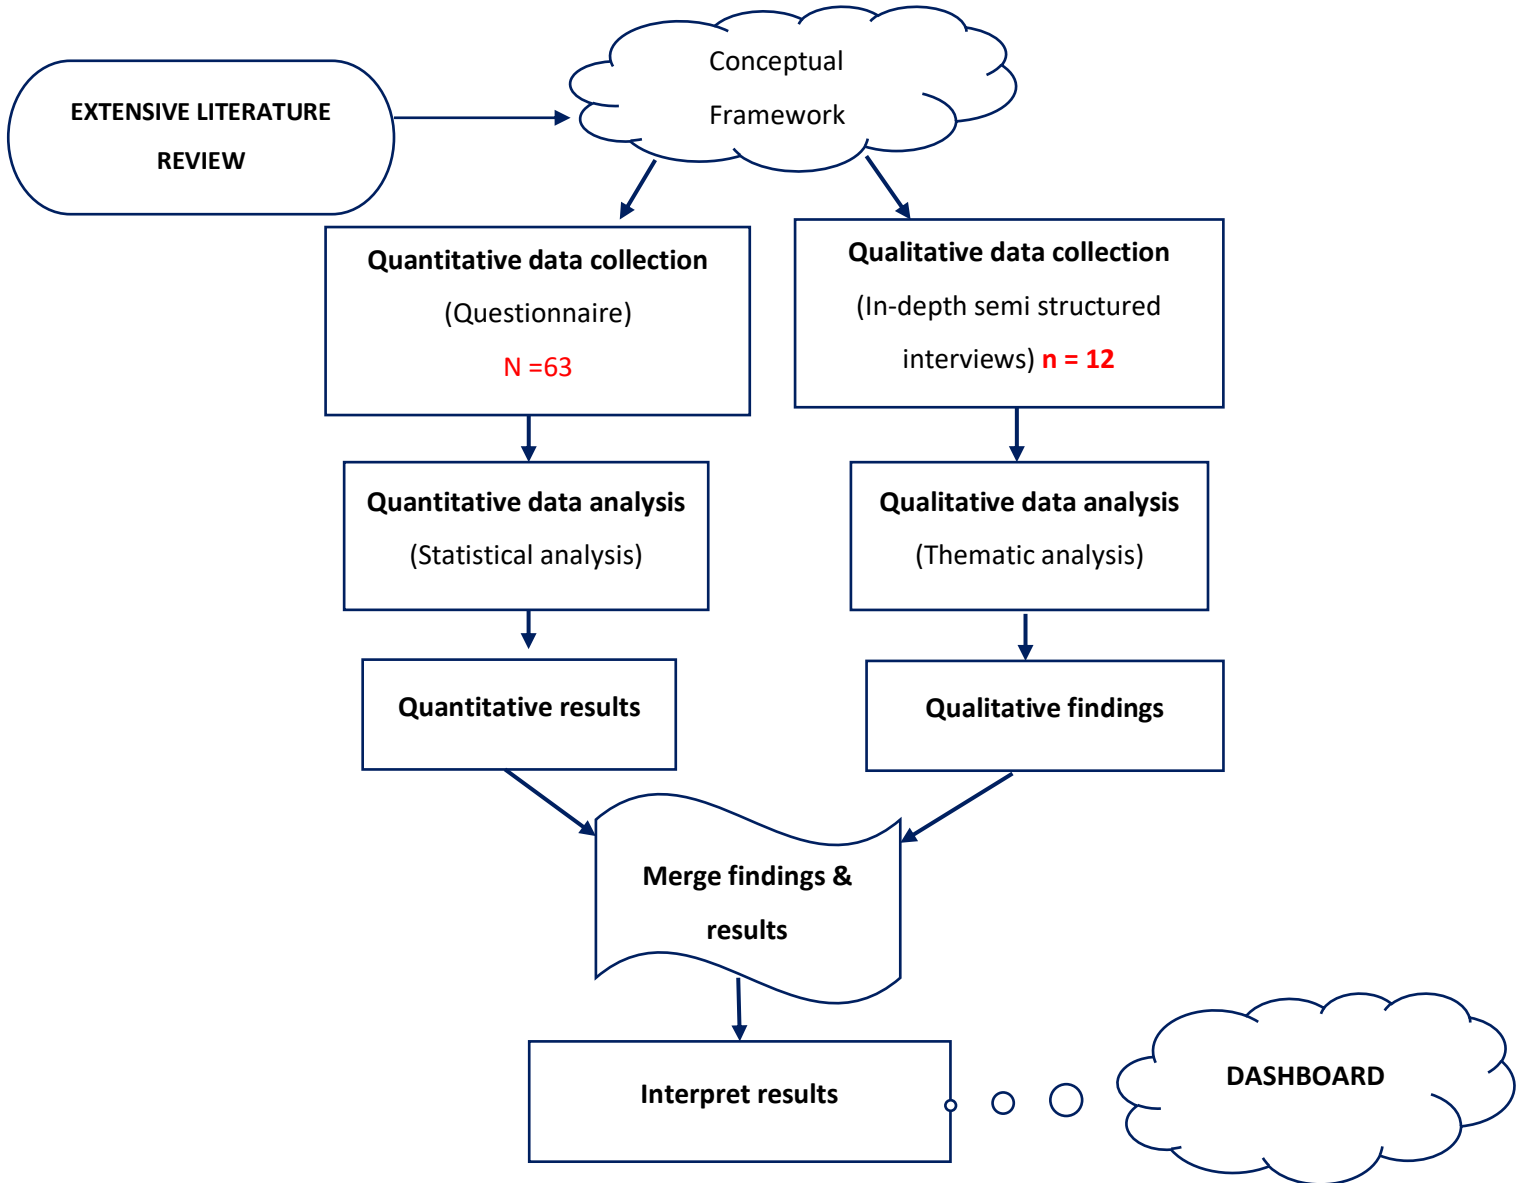 Conceptual
Framework
EXTENSIVE LITERATURE
REVIEW
Quantitative data collection
(Questionnaire)
N =63
Qualitative data collection
(In-depth semi structured
interviews) n = 12
Quantitative data analysis
(Statistical analysis)
Qualitative data analysis
(Thematic analysis)
Quantitative results
Qualitative findings
Merge findings &
results
Interpret results
DASHBOARD